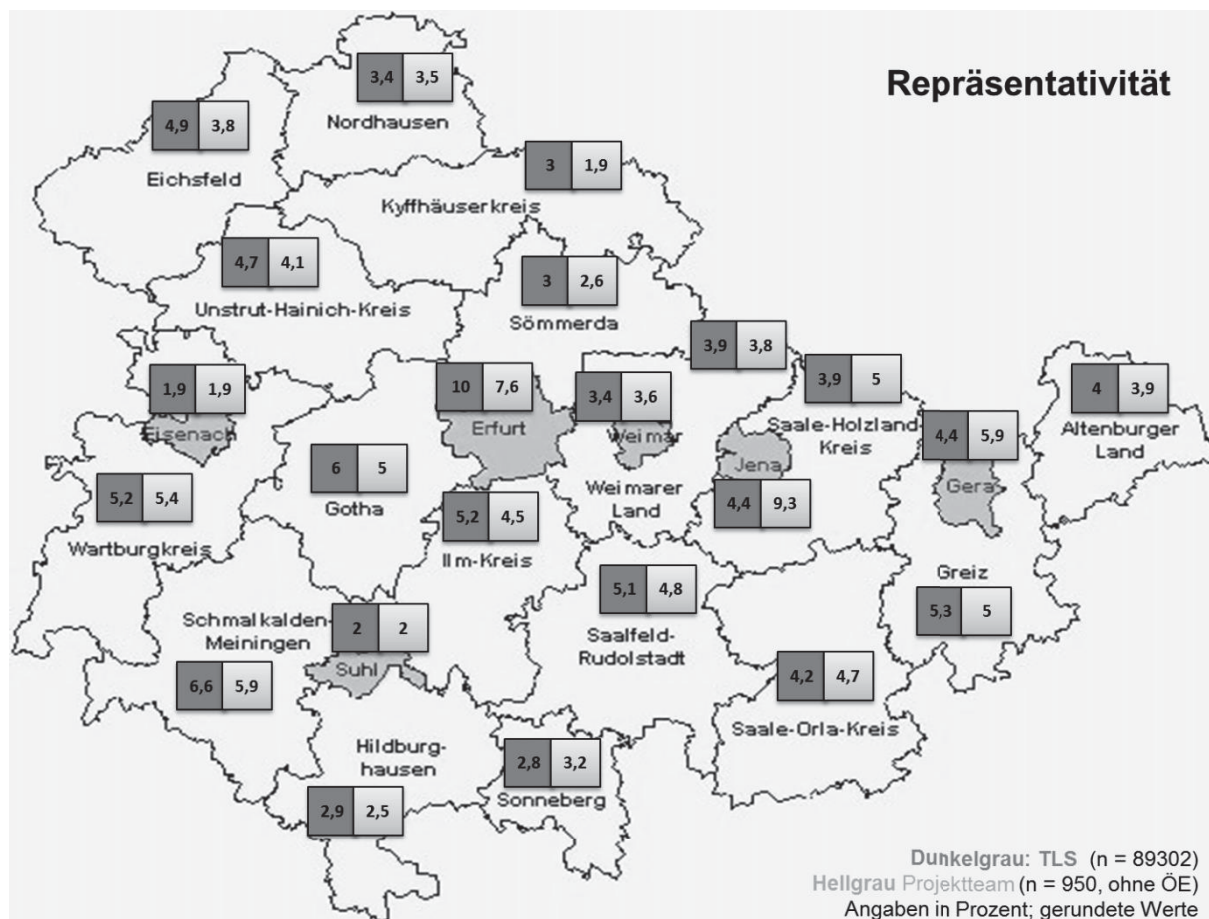 Repräsentativität
3,4 3,5
Nordhausen
4,9 3,8
Eichsfeld
3 1,9
Kyffhäuserkreis
4,7 4,1
Unstrut-Hainich-Kreis
3 2,6
Sömmerda
3,9 3,8
1,9 1,9
Eisenach
10 7,6
Erfurt
3,4 3,6
Weimar
3,9 5
Saale-Holzland-
Kreis
4,4 5,9
Gera
4 3,9
Altenburger
Land
5,2 5,4
Wartburgkreis
6 5
Gotha
5,2 4,5
Ilm-Kreis
Weimarer
Land
Jena
4,4 9,3
Greiz
5,3 5
Schmalkalden-
Meiningen
6,6 5,9
2 2
Suhl
5,1 4,8
Saalfeld-
Rudolstadt
4,2 4,7
Saale-Orla-Kreis
Hildburg-
hausen
2,9 2,5
2,8 3,2
Sonneberg
Dunkelgrau: TLS (n = 89302)
Hellgrau Projektteam (n = 950, ohne ÖE)
Angaben in Prozent; gerundete Werte